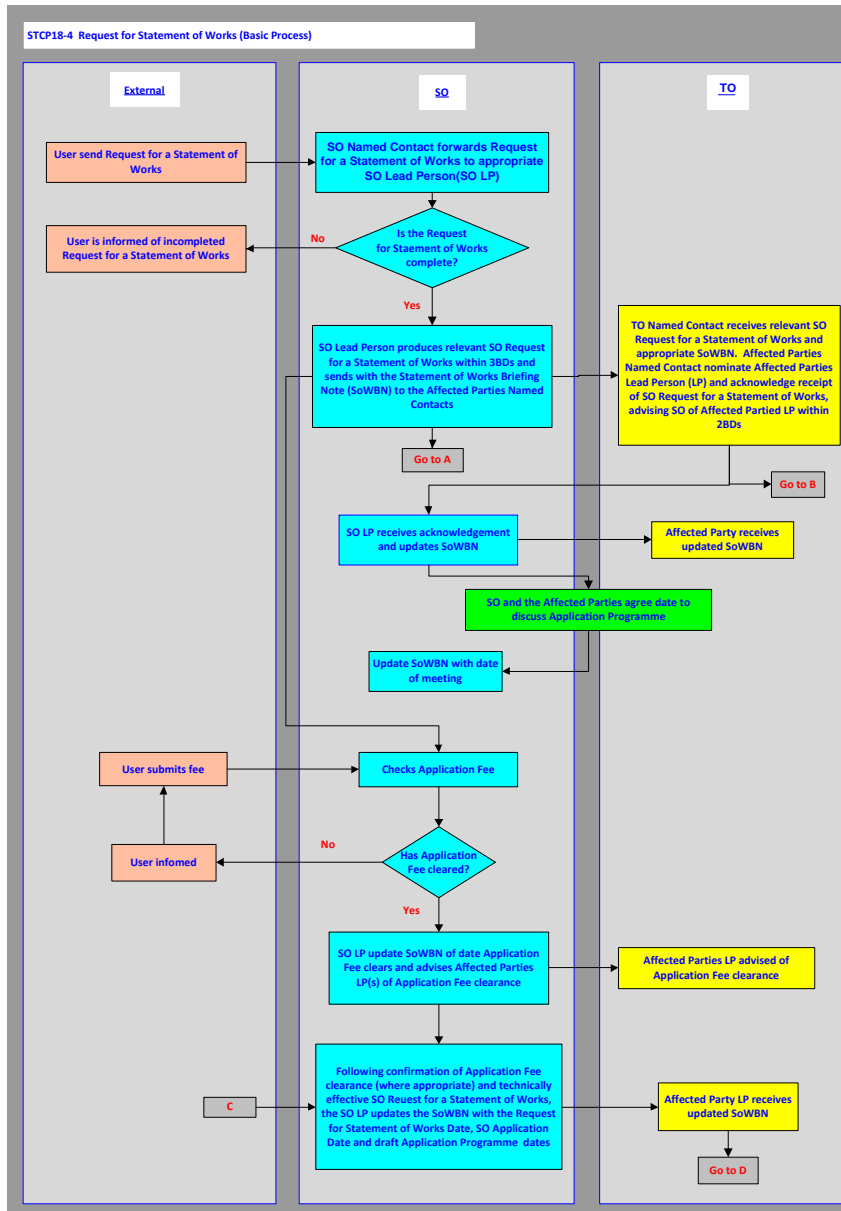 STCP18-4  Request for Statement of Works (Basic Process)
External
SO
TO
User send Request for a Statement of
Works
SO Named Contact forwards Request
for a Statement of Works to appropriate
SO Lead Person(SO LP)
Is the Request
for Staement of Works
complete?
No
User is informed of incompleted
Request for a Statement of Works
Yes
SO Lead Person produces relevant SO Request
for a Statement of Works within 3BDs and
sends with the Statement of Works Briefing
Note (SoWBN) to the Affected Parties Named
Contacts
TO Named Contact receives relevant SO
Request for a Statement of Works and
appropriate SoWBN.  Affected Parties
Named Contact nominate Affected Parties
Lead Person (LP) and acknowledge receipt
of SO Request for a Statement of Works,
advising SO of Affected Partied LP within
2BDs
Go to A
Go to B
SO LP receives acknowledgement
and updates SoWBN
Affected Party receives
updated SoWBN
SO and the Affected Parties agree date to
discuss Application Programme
Update SoWBN with date
of meeting
User submits fee
Checks Application Fee
Has Application
Fee cleared?
No
User infomed
Yes
SO LP update SoWBN of date Application
Fee clears and advises Affected Parties
LP(s) of Application Fee clearance
Affected Parties LP advised of
Application Fee clearance
Following confirmation of Application Fee
clearance (where appropriate) and technically
effective SO Reuest for a Statement of Works,
the SO LP updates the SoWBN with the Request
for Statement of Works Date, SO Application
Date and draft Application Programme  dates
C
Affected Party LP receives
updated SoWBN
Go to D